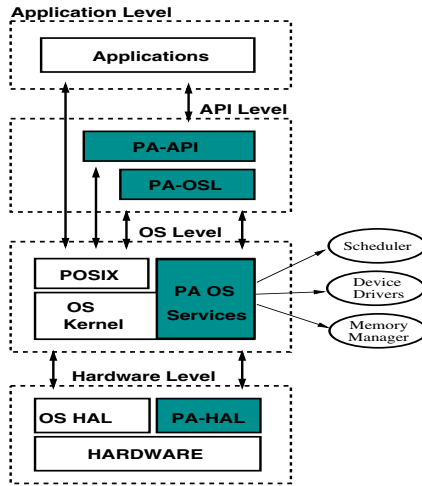 Application Level
Applications
API Level
PA-API
PA-OSL
OS Level
POSIX
OS
Kernel
PA OS
Services
Scheduler
Device
Drivers
Memory
Manager
Hardware Level
OS HAL
PA-HAL
HARDWARE